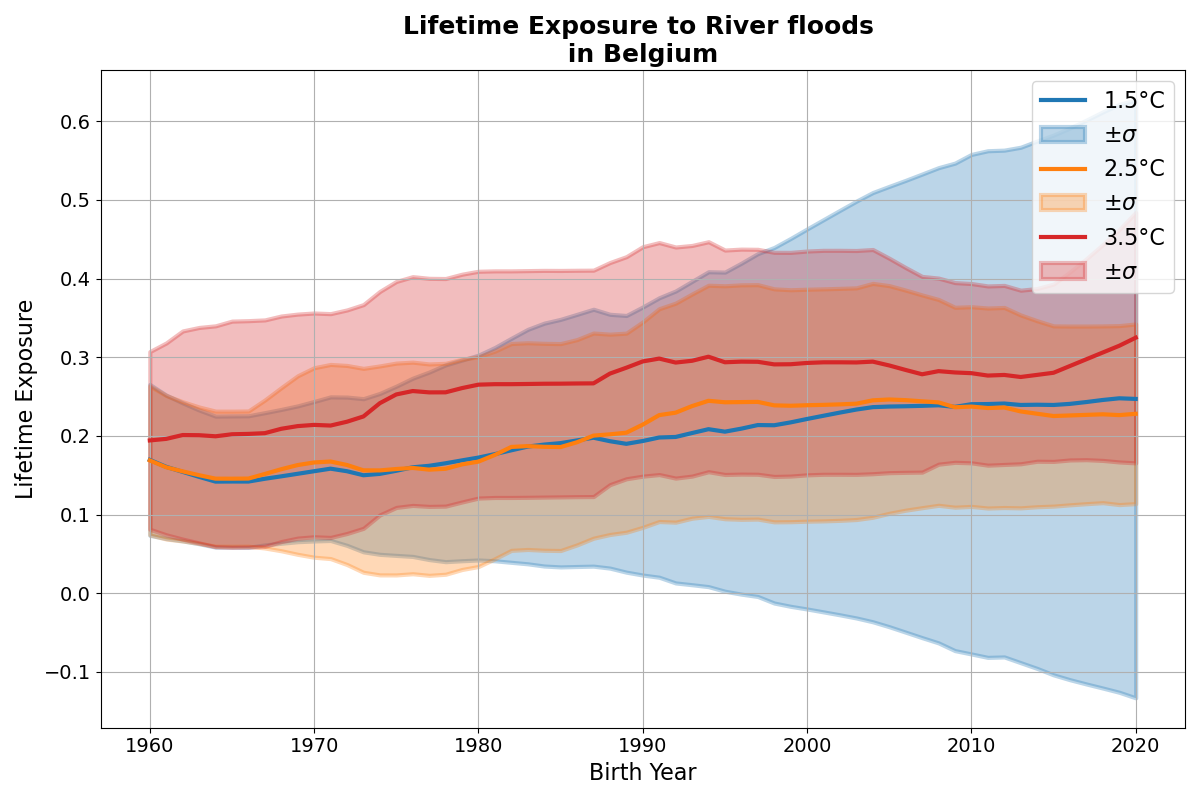 Lifetime Exposure to River floods
in Belgium
1.5°C
±σ
2.5°C
±σ
3.5°C
±σ
Lifetime Exposure
0.6
0.5
0.4
0.3
0.2
0.1
0.0
−0.1
1960 1970 1980 1990 2000 2010 2020
Birth Year